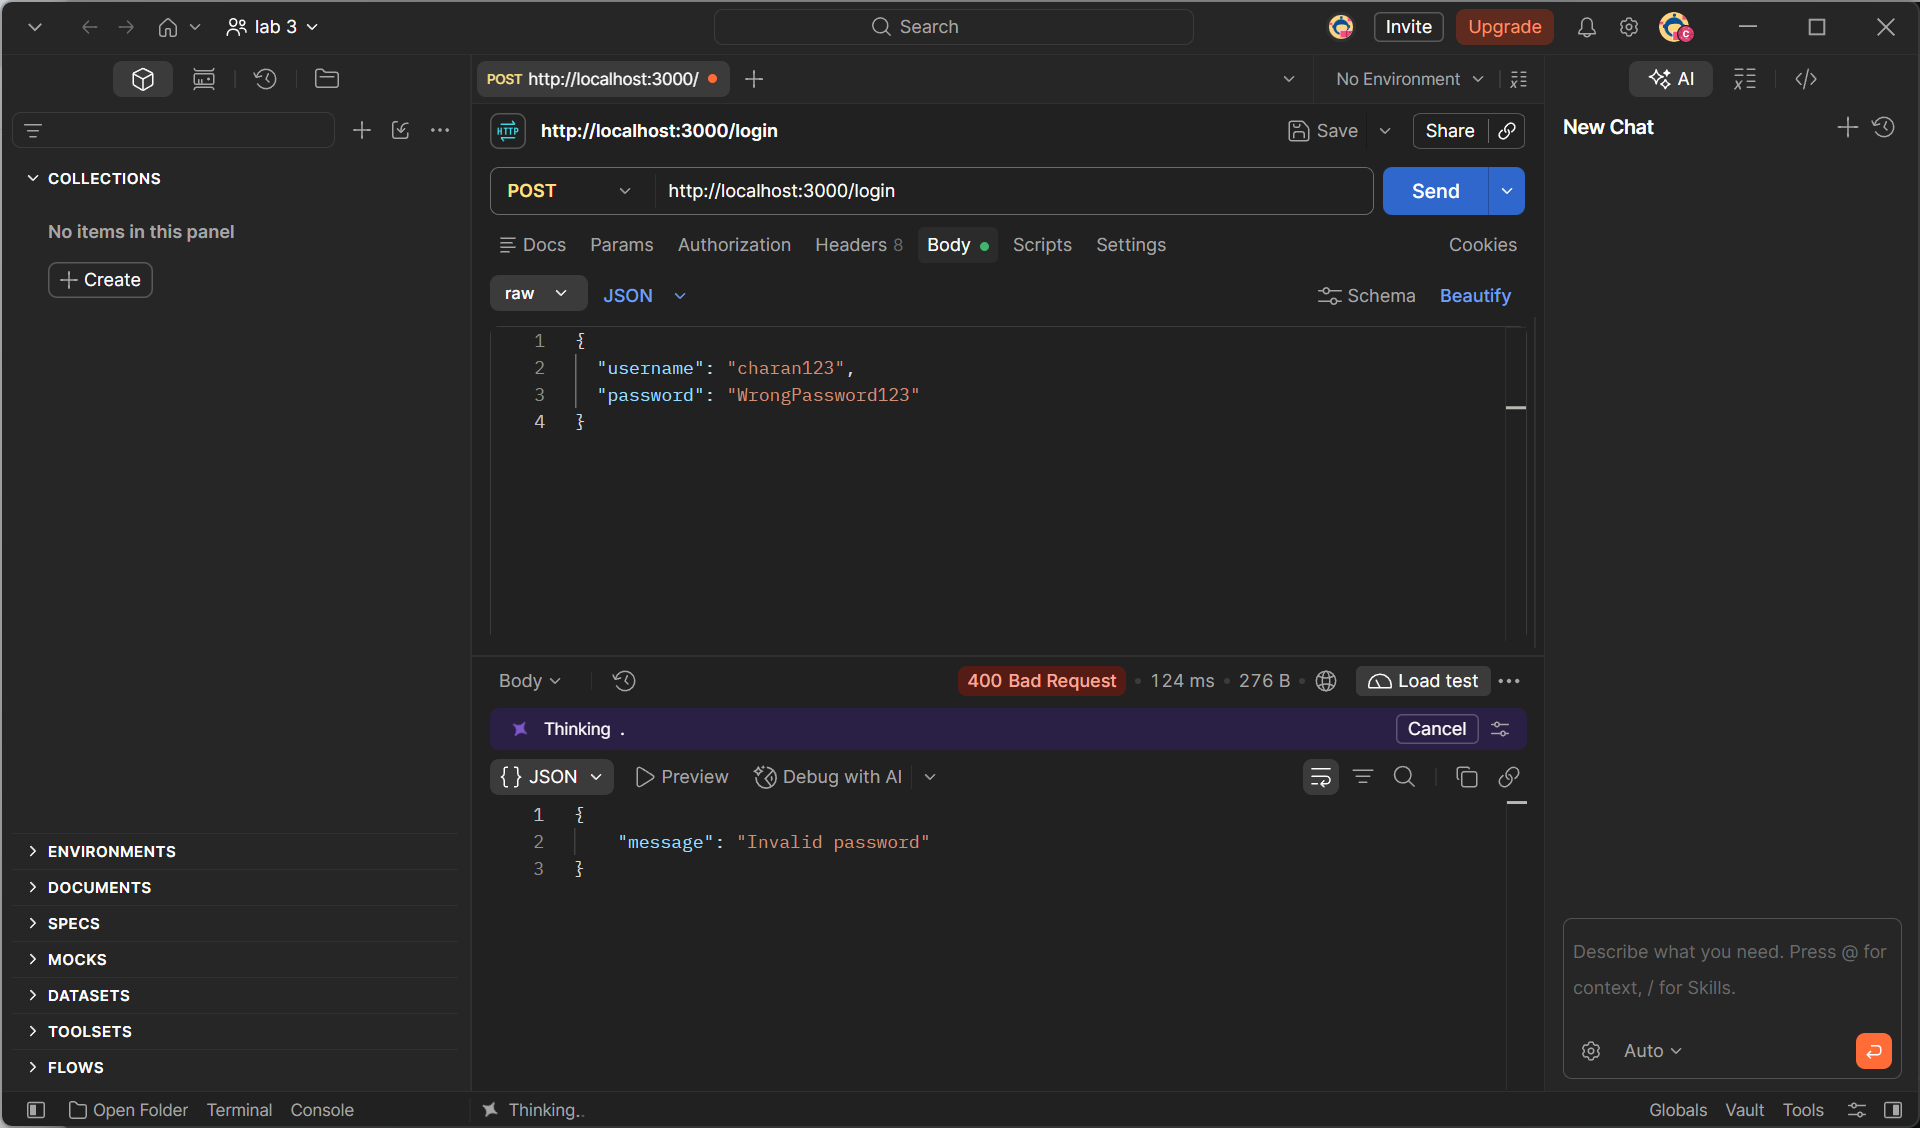 lab 3
Search
Invite
Upgrade
C
POST http://localhost:3000/
No Environment
AI
http://localhost:3000/login
Save
Share
New Chat
COLLECTIONS
POST
http://localhost:3000/login
Send
No items in this panel
Create
Docs
Params
Authorization
Headers 8
Body
Scripts
Settings
Cookies
raw
JSON
Schema
Beautify
1 {
2 "username": "charan123",
3 "password": "WrongPassword123"
4 }
Body
400 Bad Request
124 ms
276 B
Load test
Thinking .
Cancel
{} JSON
Preview
Debug with AI
1 {
2 "message": "Invalid password"
3 }
ENVIRONMENTS
DOCUMENTS
SPECS
MOCKS
DATASETS
TOOLSETS
FLOWS
Describe what you need. Press @ for
context, / for Skills.
Auto
Open Folder
Terminal
Console
Thinking..
Globals
Vault
Tools